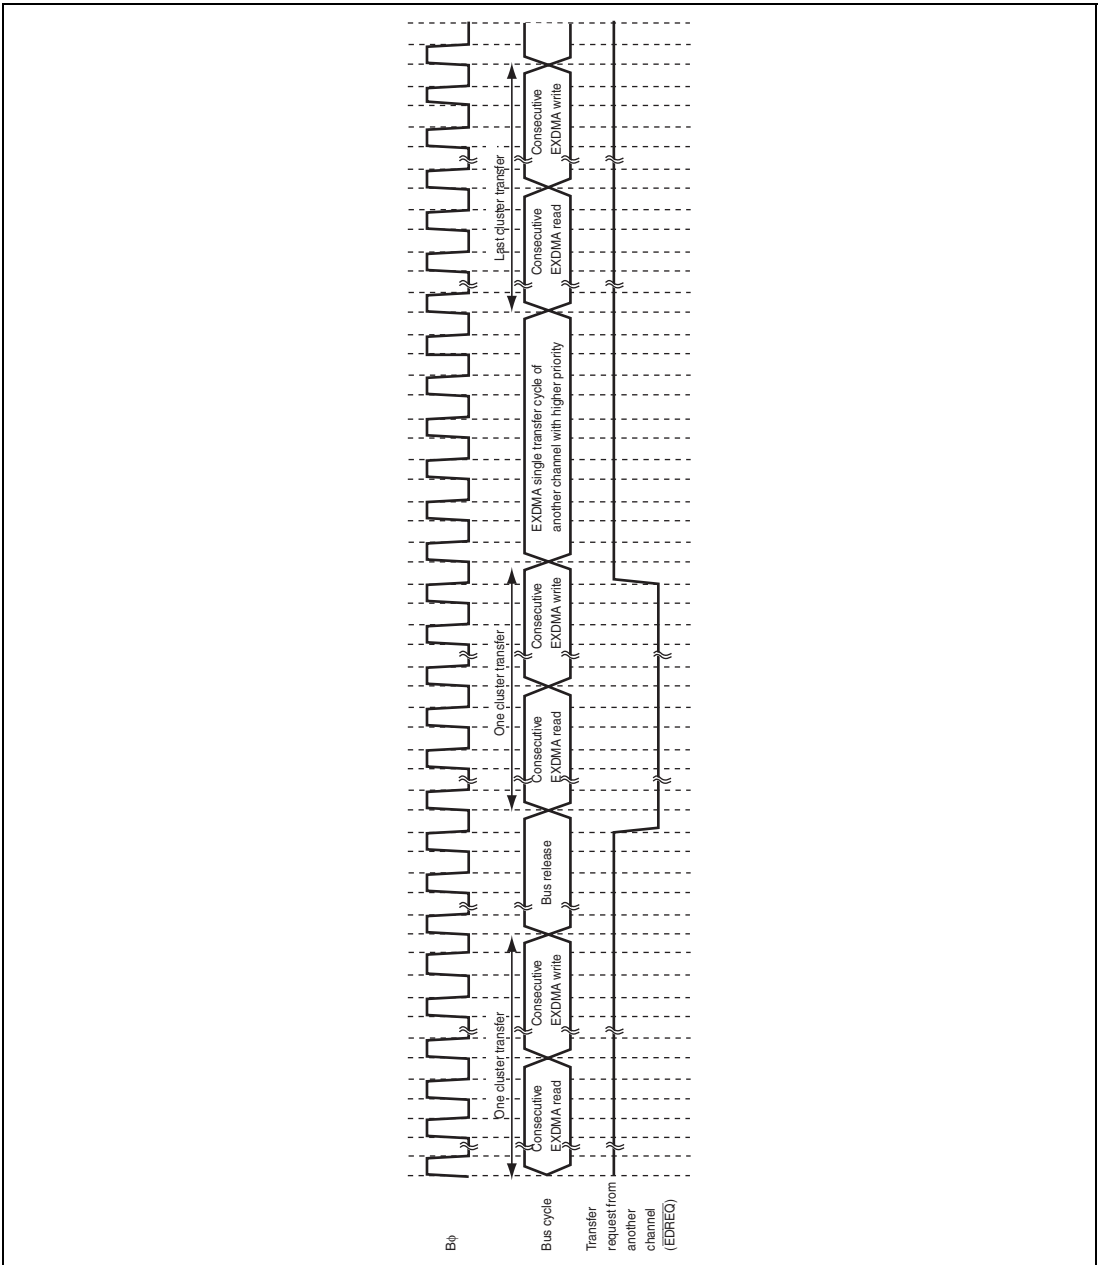 Bφ
One cluster transfer
One cluster transfer
Last cluster transfer
Bus cycle
Consecutive
EXDMA read
Consecutive
EXDMA write
Bus release
Consecutive
EXDMA read
Consecutive
EXDMA write
EXDMA single transfer cycle of
another channel with higher priority
Consecutive
EXDMA read
Consecutive
EXDMA write
Transfer
request from
another
channel
(EDREQ)